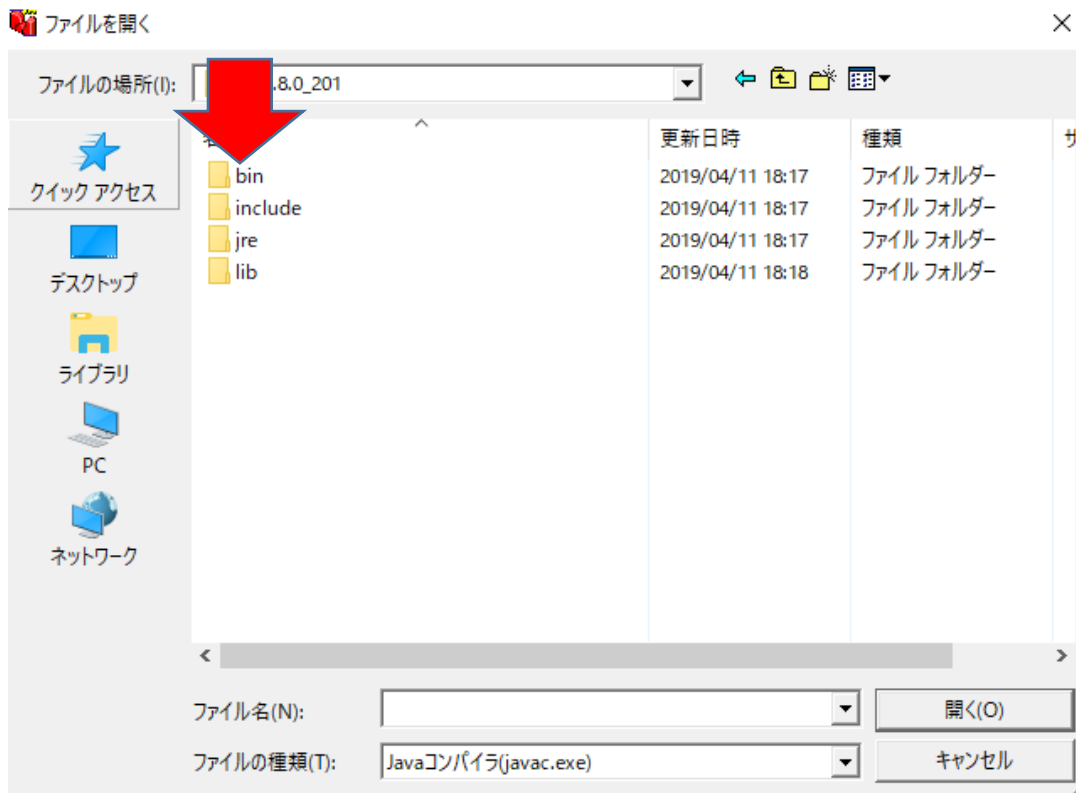 ファイルを開く
ファイルの場所(I):
.8.0_201
更新日時
種類
サ
bin
2019/04/11 18:17
ファイル フォルダー
include
2019/04/11 18:17
ファイル フォルダー
jre
2019/04/11 18:17
ファイル フォルダー
lib
2019/04/11 18:18
ファイル フォルダー
クイック アクセス
デスクトップ
ライブラリ
PC
ネットワーク
ファイル名(N):
開く(O)
ファイルの種類(T):
Javaコンパイラ(javac.exe)
キャンセル